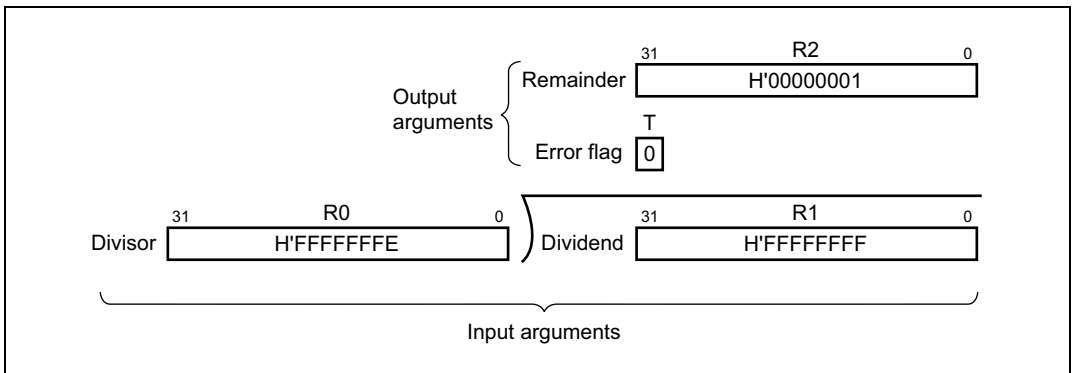 31 R2 0
Remainder H'00000001
Output
arguments
T
Error flag 0
31 R0 0
Divisor H'FFFFFFFE
31 R1 0
Dividend H'FFFFFFFF
Input arguments